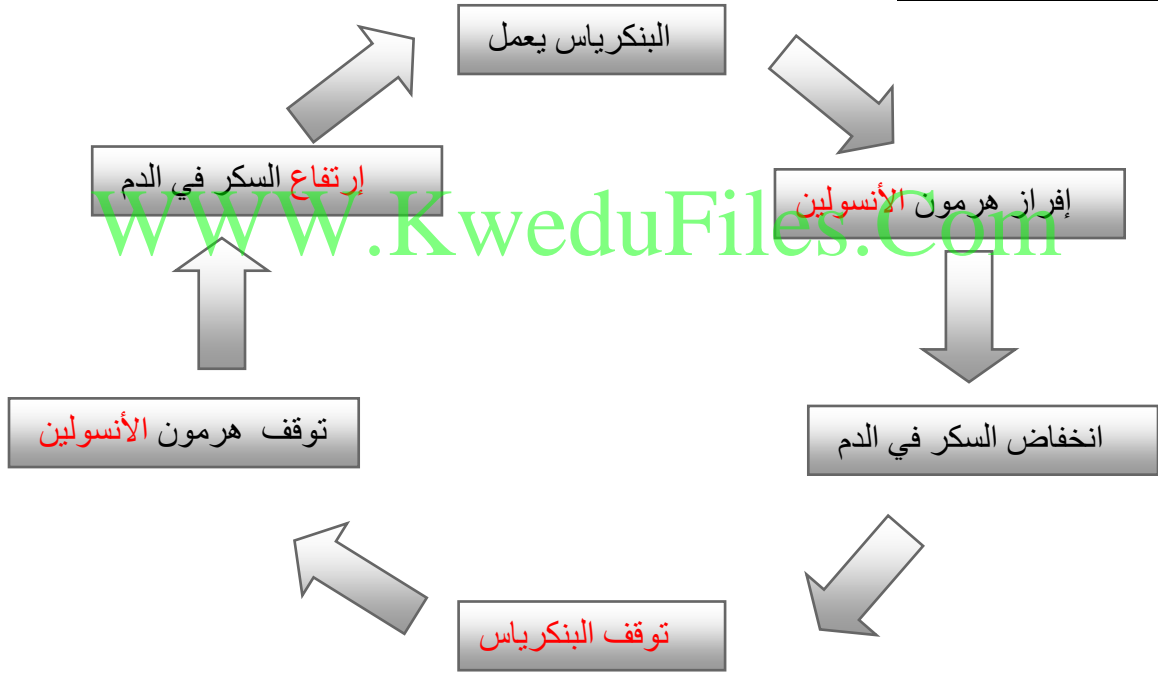 البنكرياس يعمل
إفراز هرمون الأنسولين
انخفاض السكر في الدم
توقف البنكرياس
توقف هرمون الأنسولين
إرتفاع السكر في الدم
WWW.KweduFiles.Com